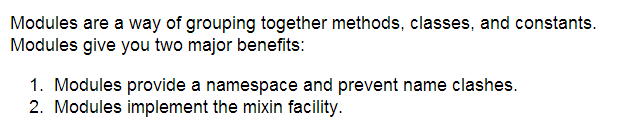 Modules are a way of grouping together methods, classes, and constants.
Modules give you two major benefits:
1. Modules provide a namespace and prevent name clashes.
2. Modules implement the mixin facility.